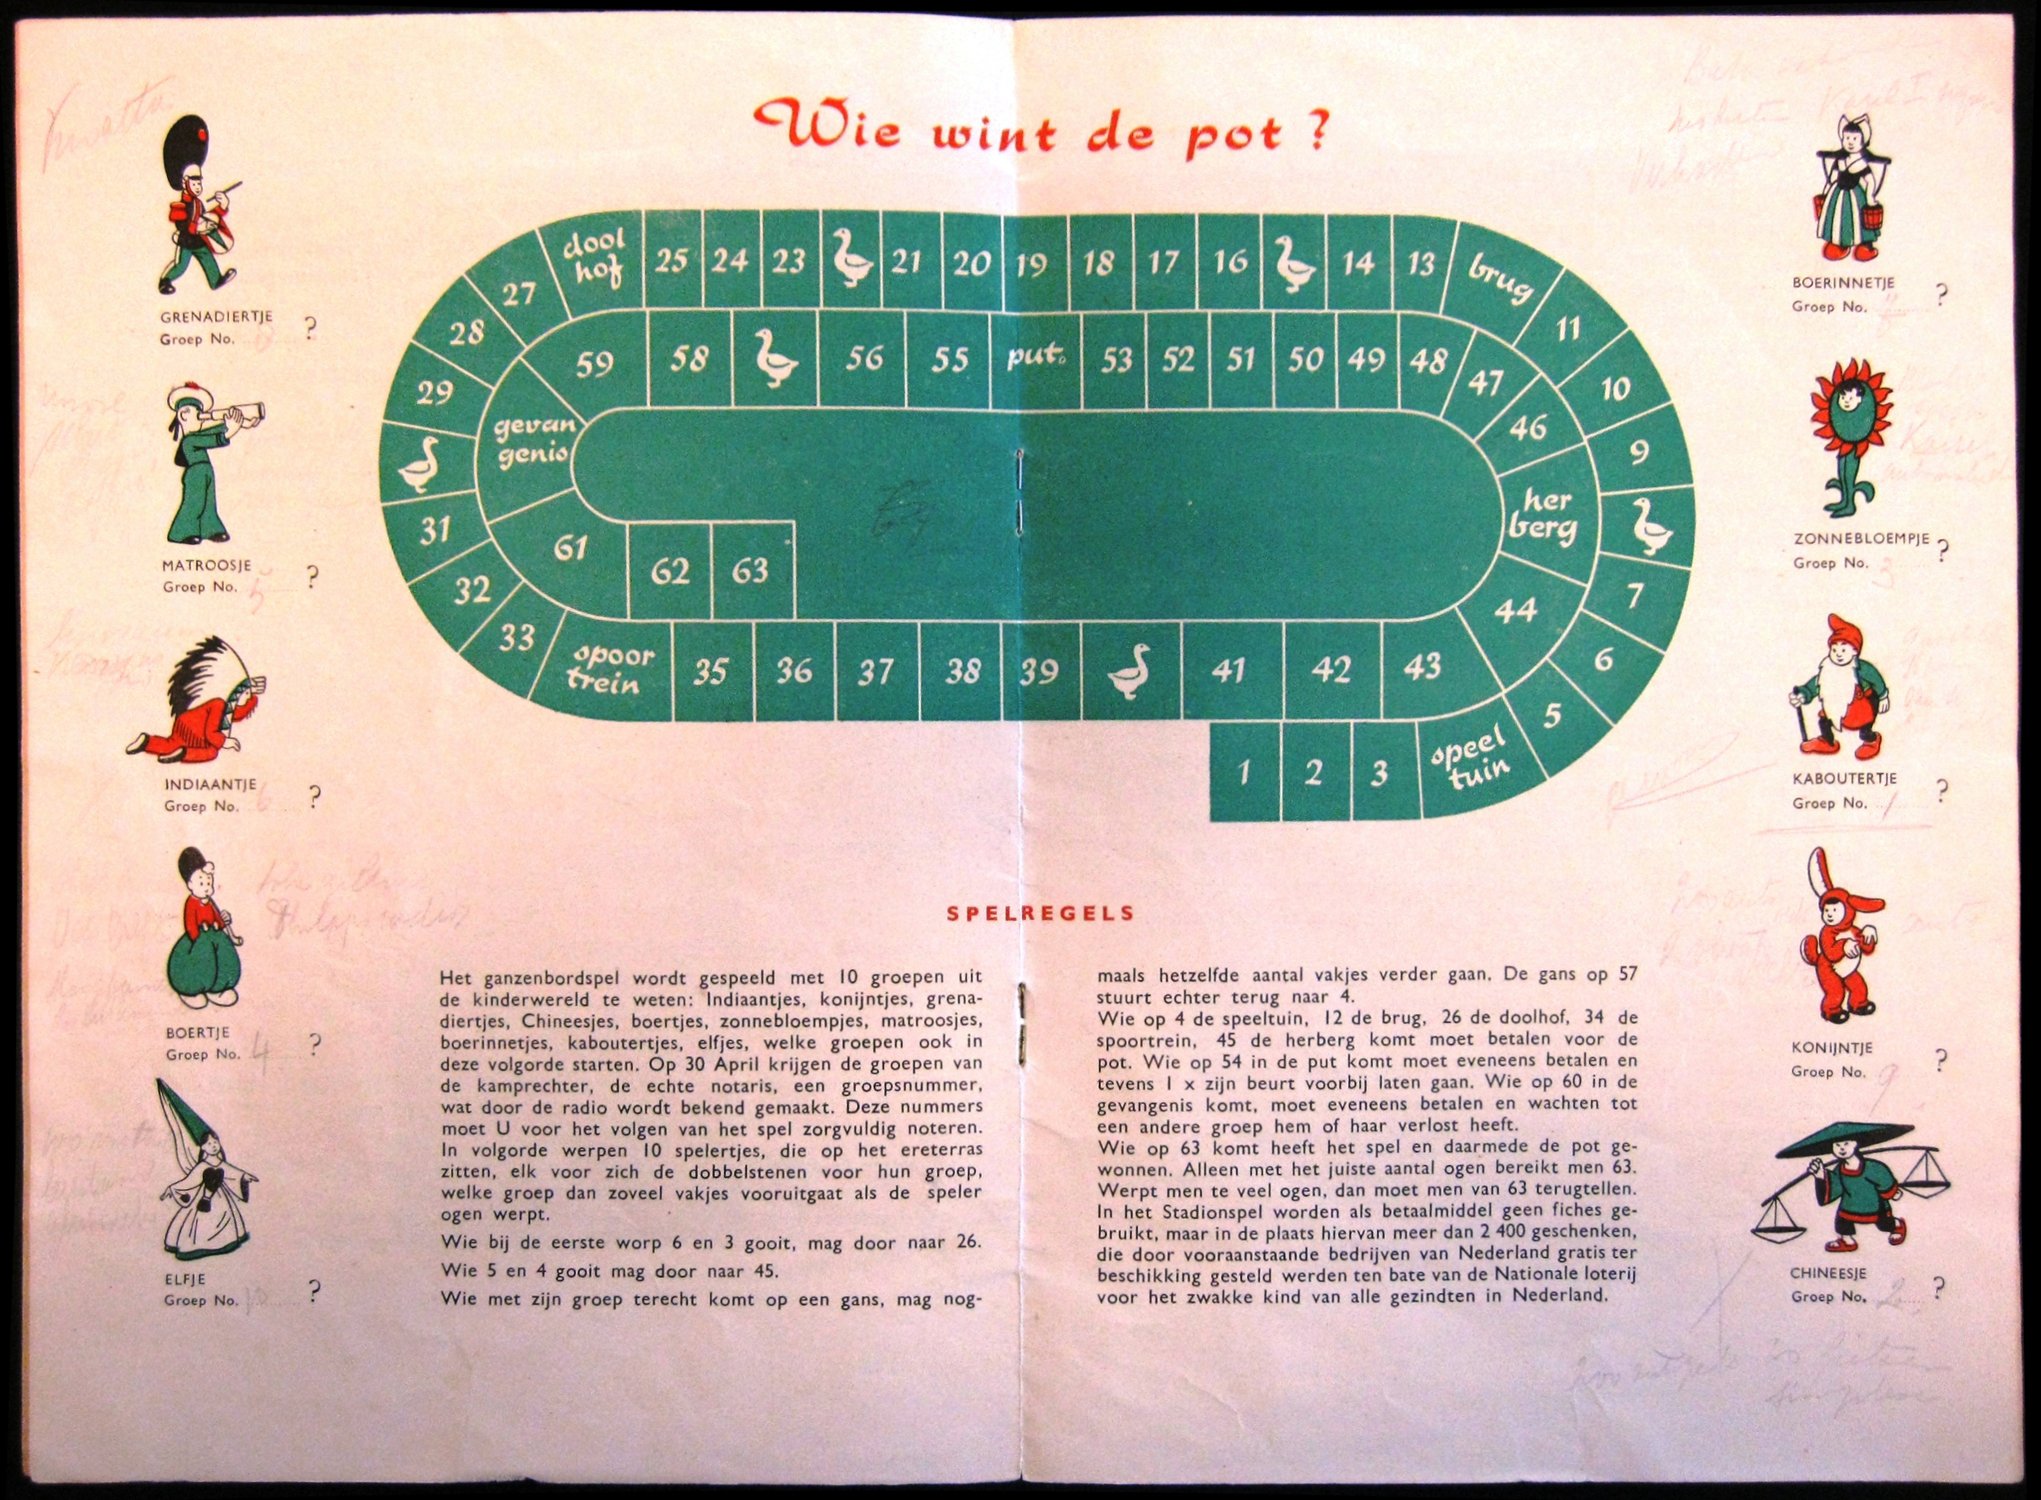 Wie wint de pot ?
GRENADIERTJE
Groep No. ?
MATROOSJE
Groep No. 5 ?
INDIAANTJE
Groep No. 6 ?
BOERTJE
Groep No. 4 ?
ELFJE
Groep No. ?
BOERINNETJE
Groep No. ?
ZONNEBLOEMPJE
Groep No. 3 ?
KABOUTERTJE
Groep No. 1 ?
KONIJNTJE
Groep No. 9 ?
CHINEESJE
Groep No. 2 ?
dool
hof
25 24 23 21 20 19 18 17 16 14 13
brug
27
28
29
31
32
33
59 58 56 55 put. 53 52 51 50 49 48
47
46
11
10
9
7
6
5
gevan
genis
her
berg
61 62 63
44
spoor
trein
35 36 37 38 39 41 42 43
1 2 3
speel
tuin
SPELREGELS
Het ganzenbordspel wordt gespeeld met 10 groepen uit
de kinderwereld te weten: Indiaantjes, konijntjes, grena-
diertjes, Chineesjes, boertjes, zonnebloempjes, matroosjes,
boerinnetjes, kaboutertjes, elfjes, welke groepen ook in
deze volgorde starten. Op 30 April krijgen de groepen van
de kamprechter, de echte notaris, een groepsnummer,
wat door de radio wordt bekend gemaakt. Deze nummers
moet U voor het volgen van het spel zorgvuldig noteren.
In volgorde werpen 10 spelertjes, die op het ereterras
zitten, elk voor zich de dobbelstenen voor hun groep,
welke groep dan zoveel vakjes vooruitgaat als de speler
ogen werpt.
Wie bij de eerste worp 6 en 3 gooit, mag door naar 26.
Wie 5 en 4 gooit mag door naar 45.
Wie met zijn groep terecht komt op een gans, mag nog-
maals hetzelfde aantal vakjes verder gaan. De gans op 57
stuurt echter terug naar 4.
Wie op 4 de speeltuin, 12 de brug, 26 de doolhof, 34 de
spoortrein, 45 de herberg komt moet betalen voor de
pot. Wie op 54 in de put komt moet eveneens betalen en
tevens 1 x zijn beurt voorbij laten gaan. Wie op 60 in de
gevangenis komt, moet eveneens betalen en wachten tot
een andere groep hem of haar verlost heeft.
Wie op 63 komt heeft het spel en daarmede de pot ge-
wonnen. Alleen met het juiste aantal ogen bereikt men 63.
Werpt men te veel ogen, dan moet men van 63 terugtellen.
In het Stadionspel worden als betaalmiddel geen fiches ge-
bruikt, maar in de plaats hiervan meer dan 2 400 geschenken,
die door vooraanstaande bedrijven van Nederland gratis ter
beschikking gesteld werden ten bate van de Nationale loterij
voor het zwakke kind van alle gezindten in Nederland.